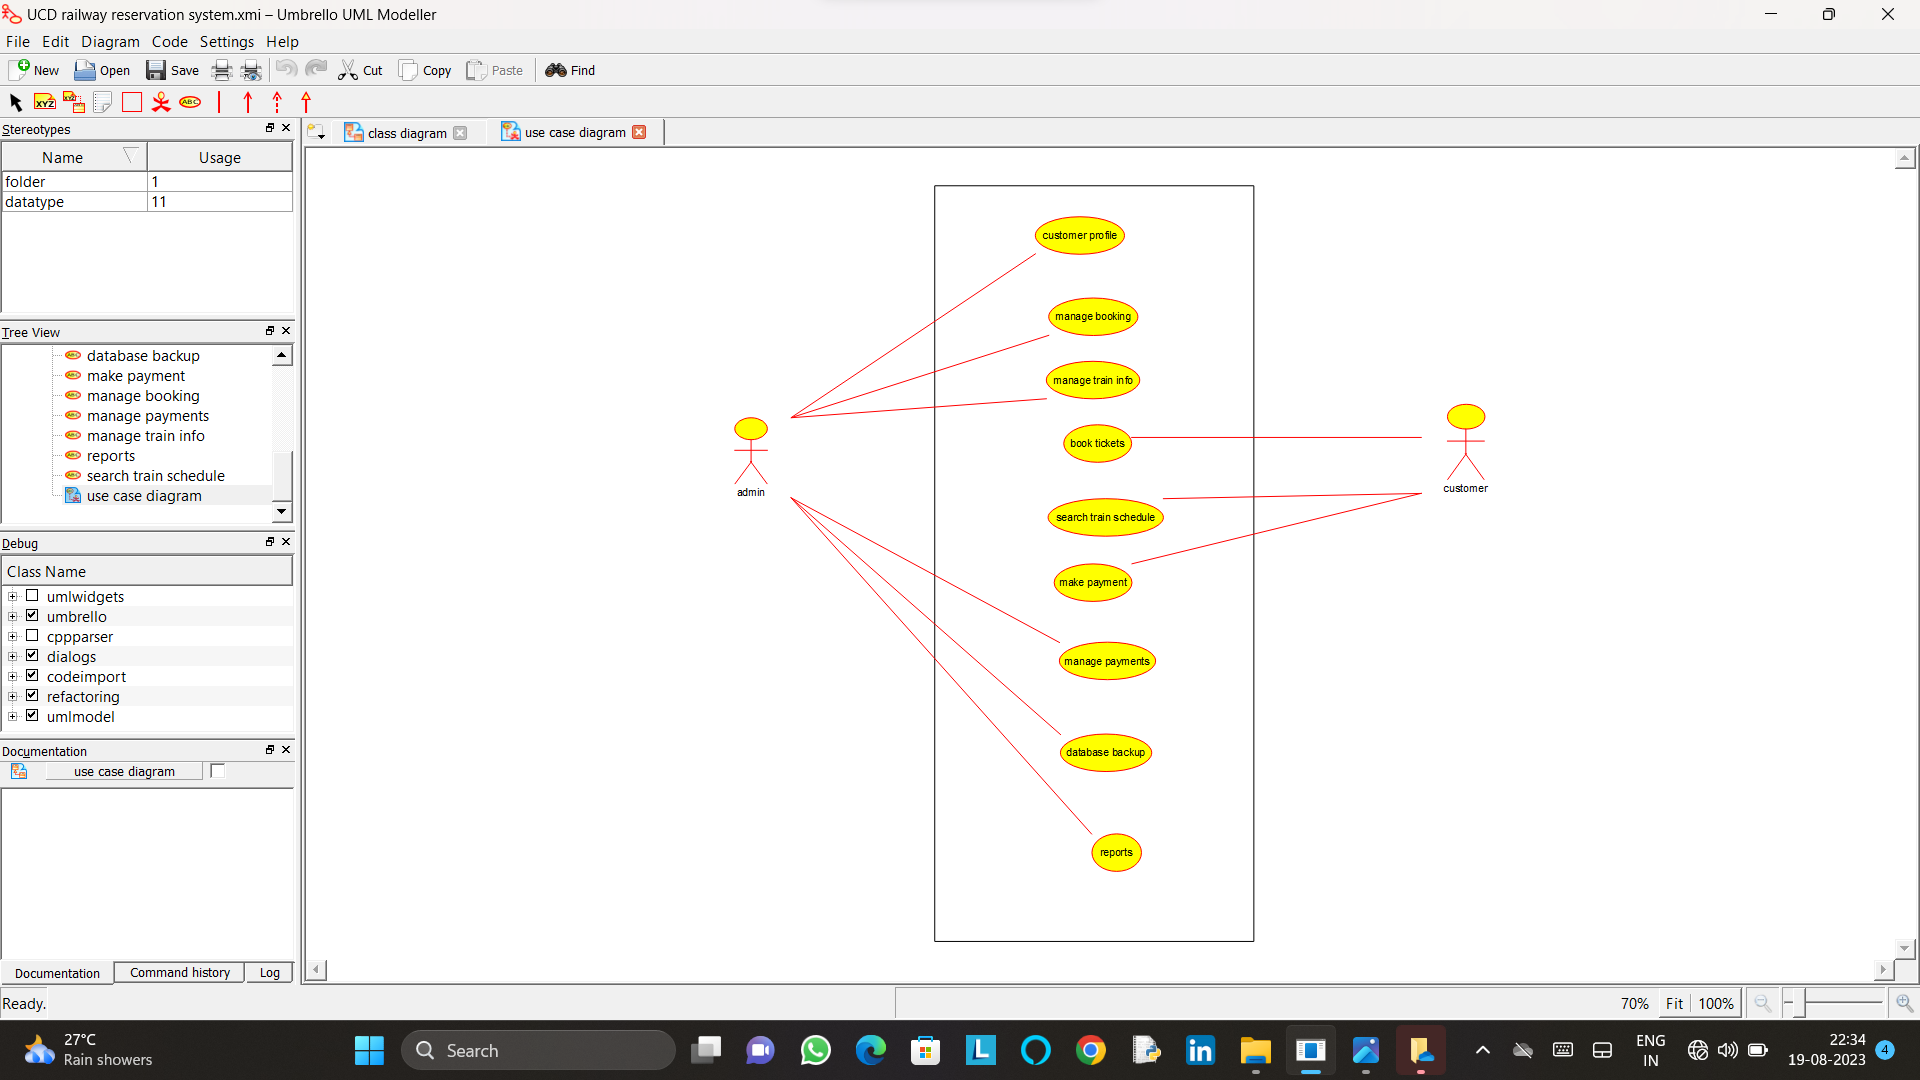 UCD railway reservation system.xmi – Umbrello UML Modeller
File Edit Diagram Code Settings Help
New Open Save Cut Copy Paste Find
XYZ XYZ ABC
Stereotypes
class diagram use case diagram
Name Usage
folder 1
datatype 11
Tree View
database backup
make payment
manage booking
manage payments
manage train info
reports
search train schedule
use case diagram
Debug
Class Name
umlwidgets
umbrello
cppparser
dialogs
codeimport
refactoring
umlmodel
Documentation
use case diagram
Documentation Command history Log
customer profile
manage booking
manage train info
book tickets
search train schedule
make payment
manage payments
database backup
reports
admin
customer
Ready.
70% Fit 100%
27°C
Rain showers
Search
L
in
ENG
IN
22:34
19-08-2023
4